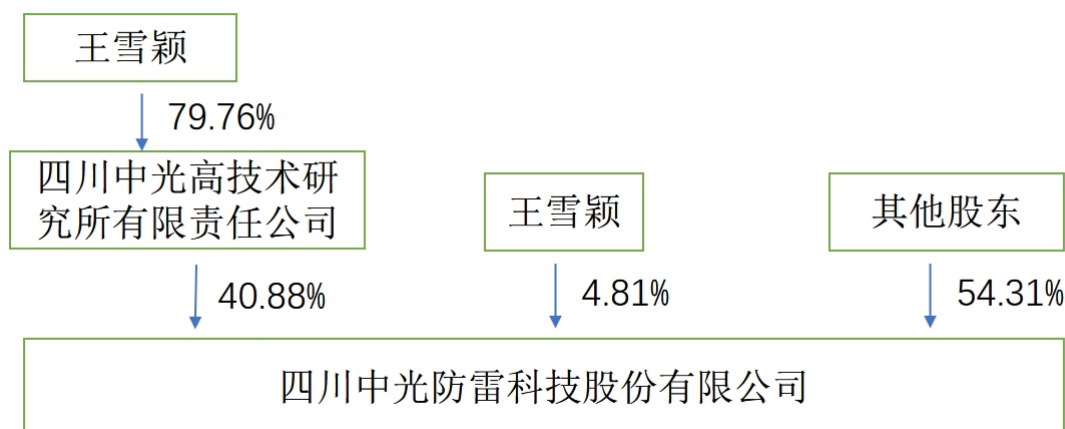 王雪颖
79.76%
四川中光高技术研
究所有限责任公司
王雪颖
其他股东
40.88%
4.81%
54.31%
四川中光防雷科技股份有限公司